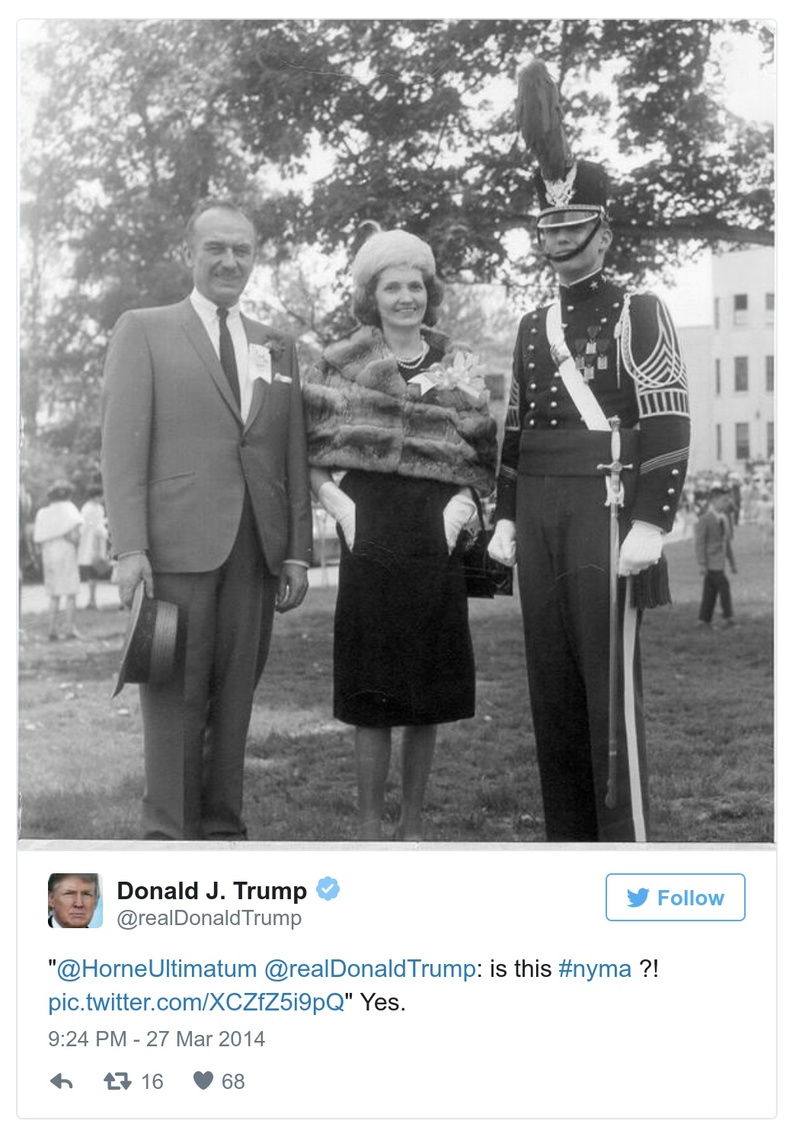 Donald J. Trump
@realDonaldTrump
Follow
"@HorneUltimatum @realDonaldTrump: is this #nyma ?!
pic.twitter.com/XCZfZ5i9pQ" Yes.
9:24 PM - 27 Mar 2014
16 68